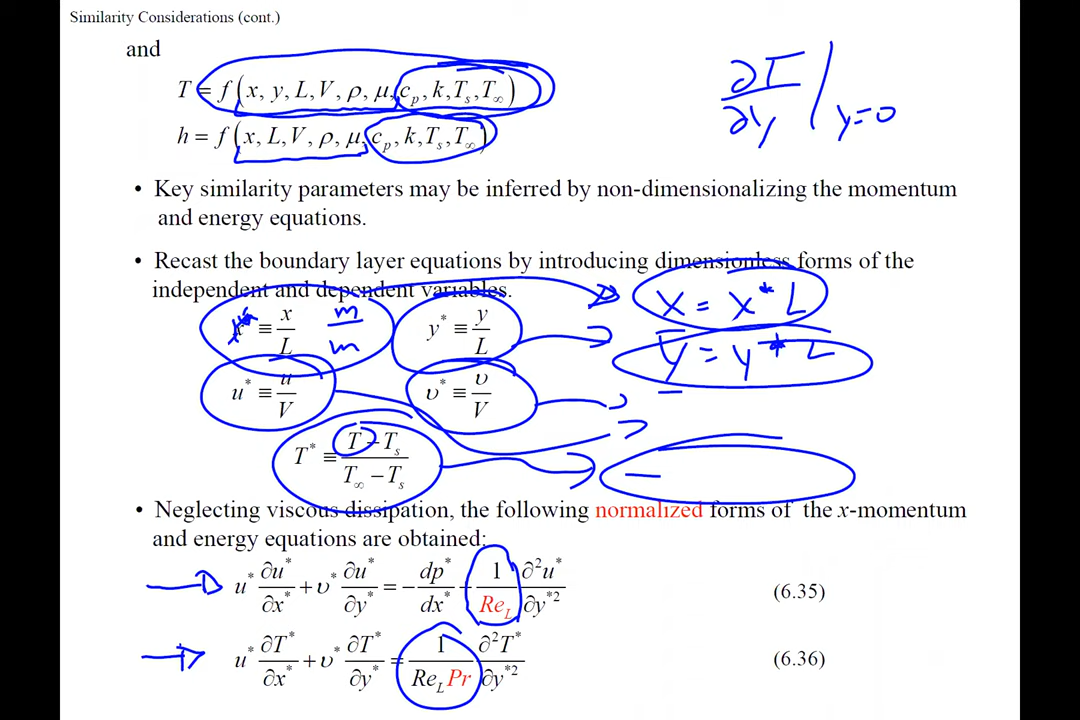 Similarity Considerations (cont.)
and
T = f(x, y, L, V, ρ, μ, c_p, k, T_s, T_∞)
∂T/∂y |y=0
h = f(x, L, V, ρ, μ, c_p, k, T_s, T_∞)
• Key similarity parameters may be inferred by non-dimensionalizing the momentum
and energy equations.
• Recast the boundary layer equations by introducing dimensionless forms of the
independent and dependent variables.
x* ≡ x/L m/m y* ≡ y/L
x = x* L
y = y* L
u* ≡ u/V υ* ≡ υ/V
T* ≡ (T − T_s)/(T_∞ − T_s)
• Neglecting viscous dissipation, the following normalized forms of the x-momentum
and energy equations are obtained:
u* ∂u*/∂x* + υ* ∂u*/∂y* = − dp*/dx* + 1/Re_L ∂²u*/∂y*² (6.35)
u* ∂T*/∂x* + υ* ∂T*/∂y* = 1/(Re_L Pr) ∂²T*/∂y*² (6.36)